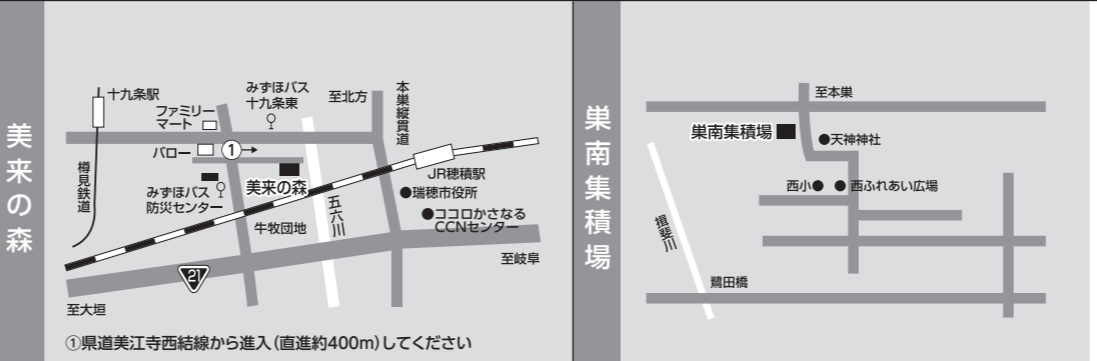 美来の森
十九条駅
ファミリー
マート
みずほバス
十九条東
至北方
本巣縦貫道
バロー
①
樽見鉄道
みずほバス
防災センター
美来の森
JR穂積駅
瑞穂市役所
ココロかさなる
CCNセンター
五六川
牛牧団地
至岐阜
21
至大垣
①県道美江寺西結線から進入(直進約400m)してください
巣南集積場
至本巣
巣南集積場
天神神社
西小
西ふれあい広場
揖斐川
鷺田橋